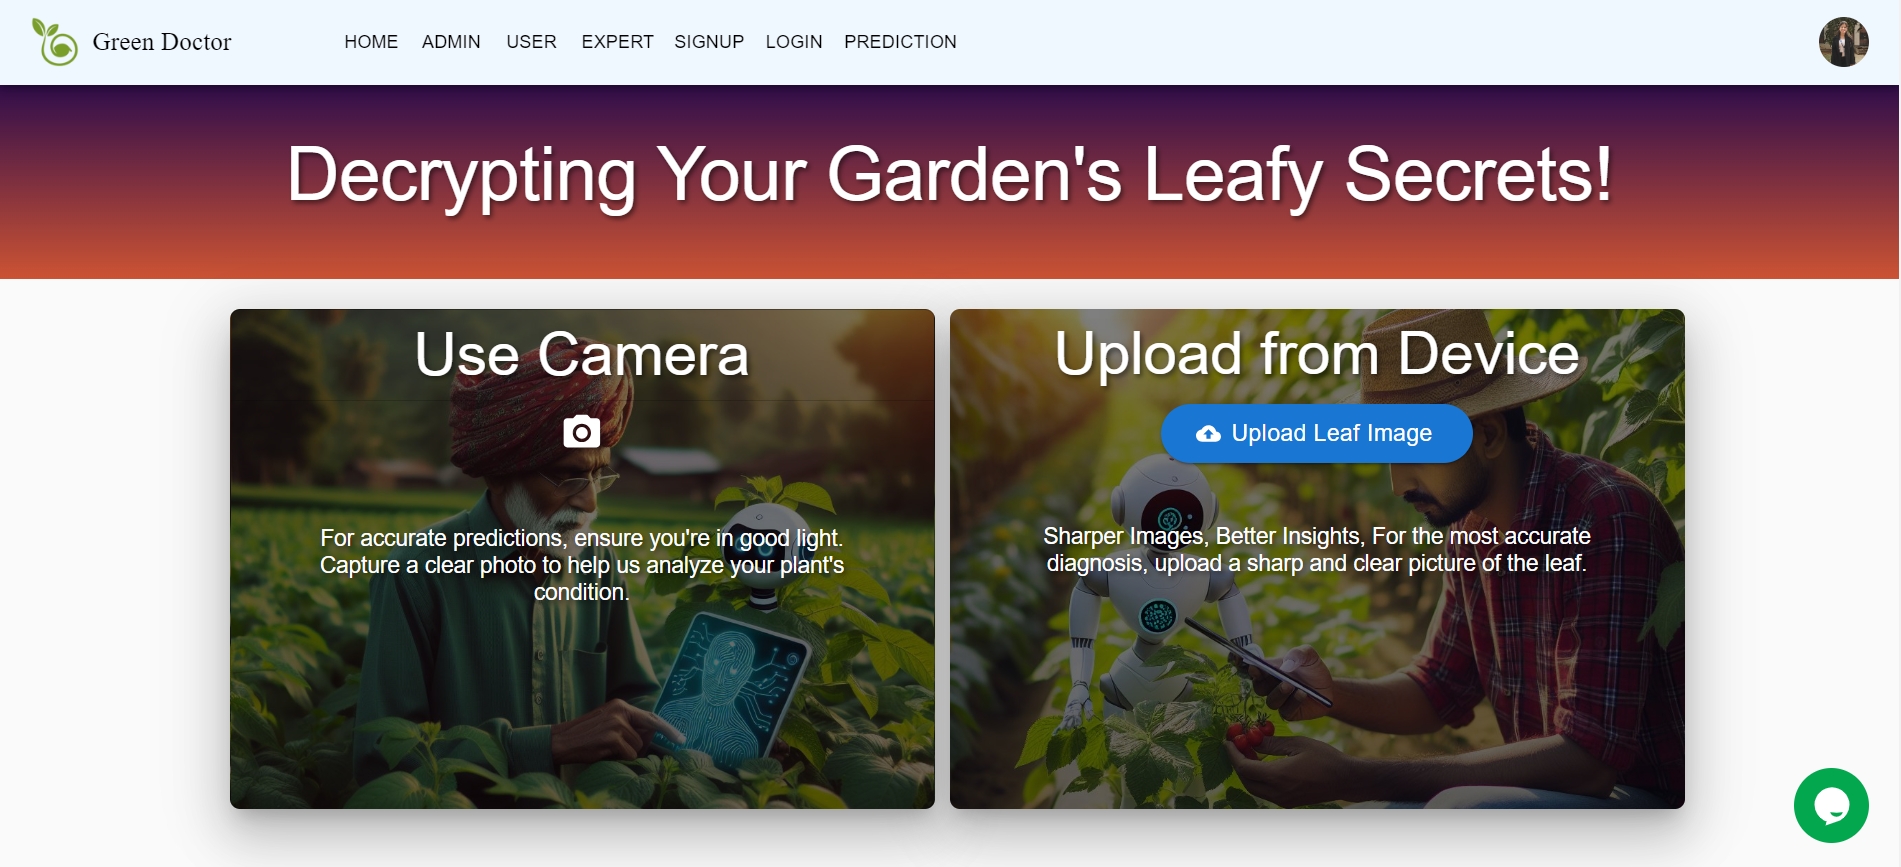 Green Doctor
HOME ADMIN USER EXPERT SIGNUP LOGIN PREDICTION
Decrypting Your Garden's Leafy Secrets!
Use Camera
For accurate predictions, ensure you're in good light.
Capture a clear photo to help us analyze your plant's
condition.
Upload from Device
Upload Leaf Image
Sharper Images, Better Insights, For the most accurate
diagnosis, upload a sharp and clear picture of the leaf.